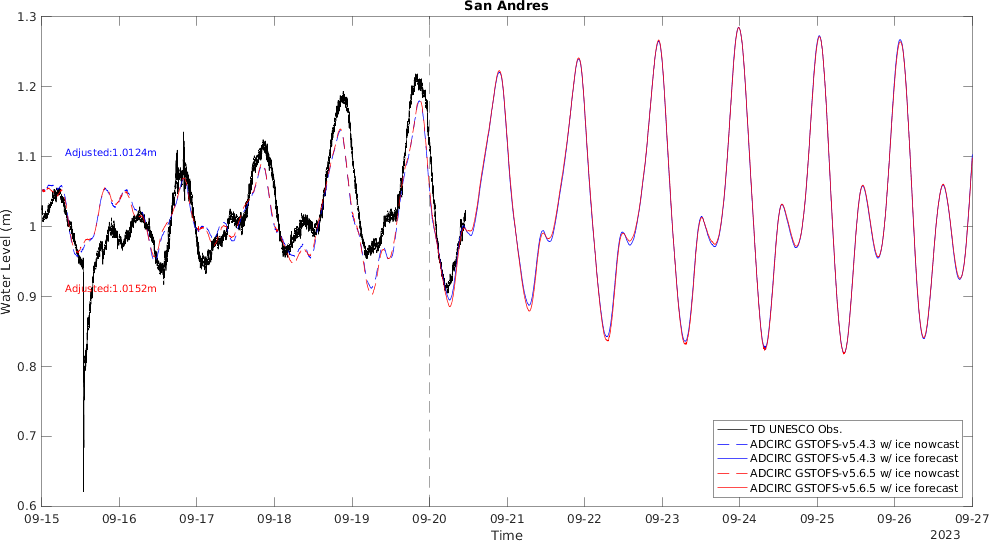 San Andres
1.3
1.2
1.1
1
0.9
0.8
0.7
0.6
Water Level (m)
Adjusted:1.0124m
Adjusted:1.0152m
TD UNESCO Obs.
ADCIRC GSTOFS-v5.4.3 w/ ice nowcast
ADCIRC GSTOFS-v5.4.3 w/ ice forecast
ADCIRC GSTOFS-v5.6.5 w/ ice nowcast
ADCIRC GSTOFS-v5.6.5 w/ ice forecast
09-15 09-16 09-17 09-18 09-19 09-20 09-21 09-22 09-23 09-24 09-25 09-26 09-27
Time
2023